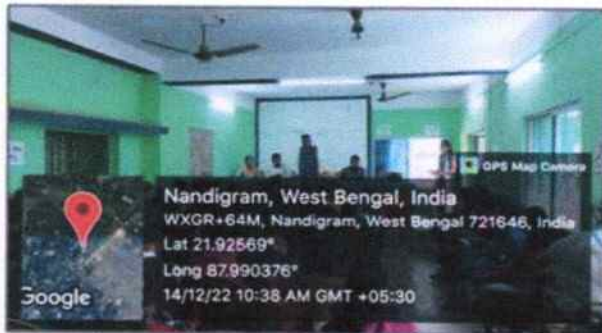 GPS Map Camera
Nandigram, West Bengal, India
WXGR+64M, Nandigram, West Bengal 721646, India
Lat 21.92569°
Long 87.990376°
14/12/22 10:38 AM GMT +05:30
Google